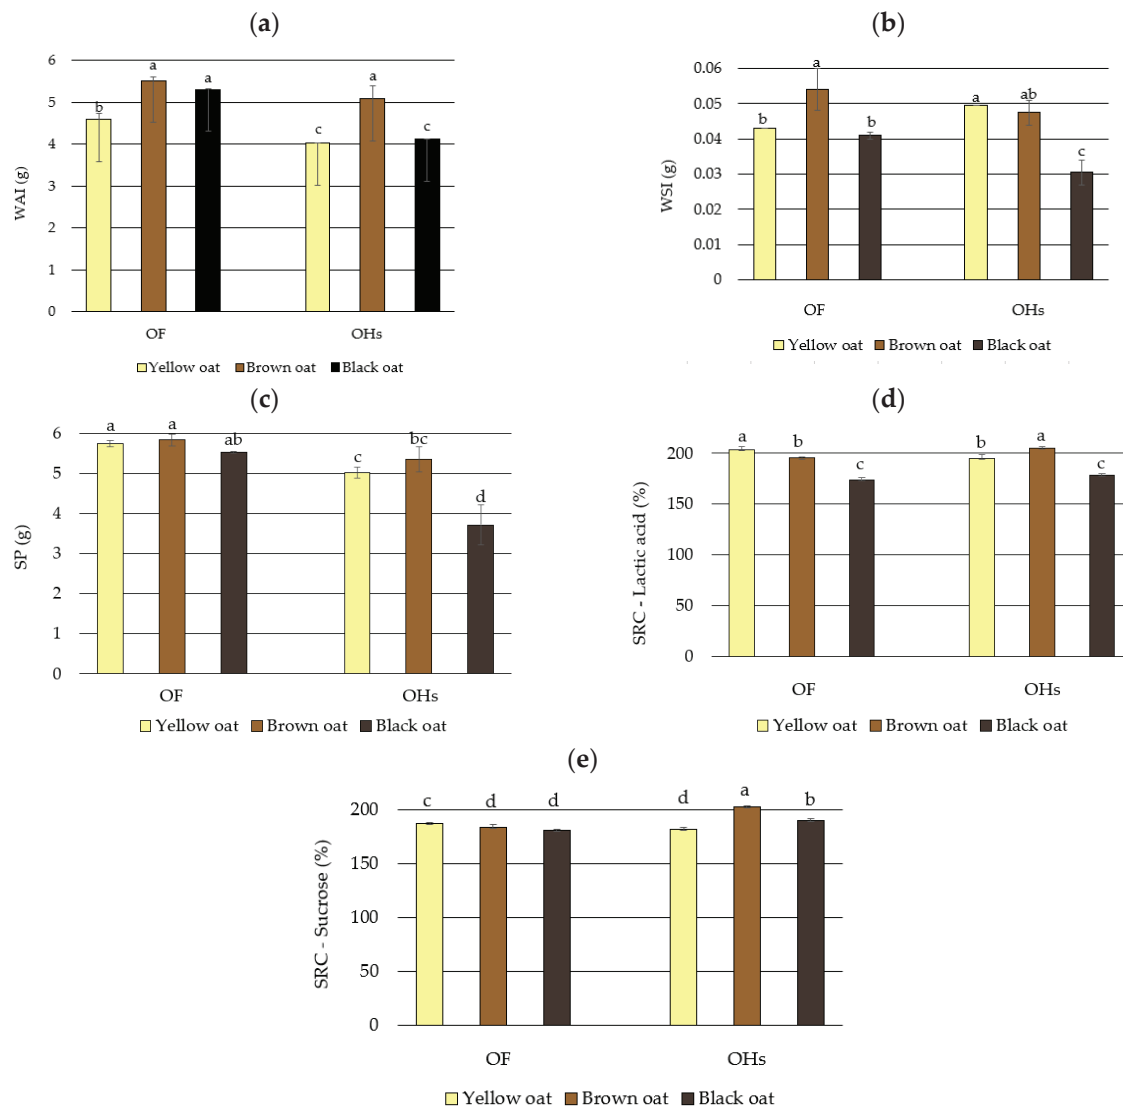 (a)
6
5
4
3
2
1
0
WAI (g)
b
a
a
c
a
c
OF
OHs
Yellow oat
Brown oat
Black oat
(b)
0.06
0.05
0.04
0.03
0.02
0.01
0
WSI (g)
b
a
b
a
ab
c
OF
OHs
Yellow oat
Brown oat
Black oat
(c)
6
5
4
3
2
1
0
SP (g)
a
a
ab
c
bc
d
OF
OHs
Yellow oat
Brown oat
Black oat
(d)
200
150
100
50
0
SRC - Lactic acid (%)
a
b
c
b
a
c
OF
OHs
Yellow oat
Brown oat
Black oat
(e)
200
150
100
50
0
SRC - Sucrose (%)
c
d
d
d
a
b
OF
OHs
Yellow oat
Brown oat
Black oat